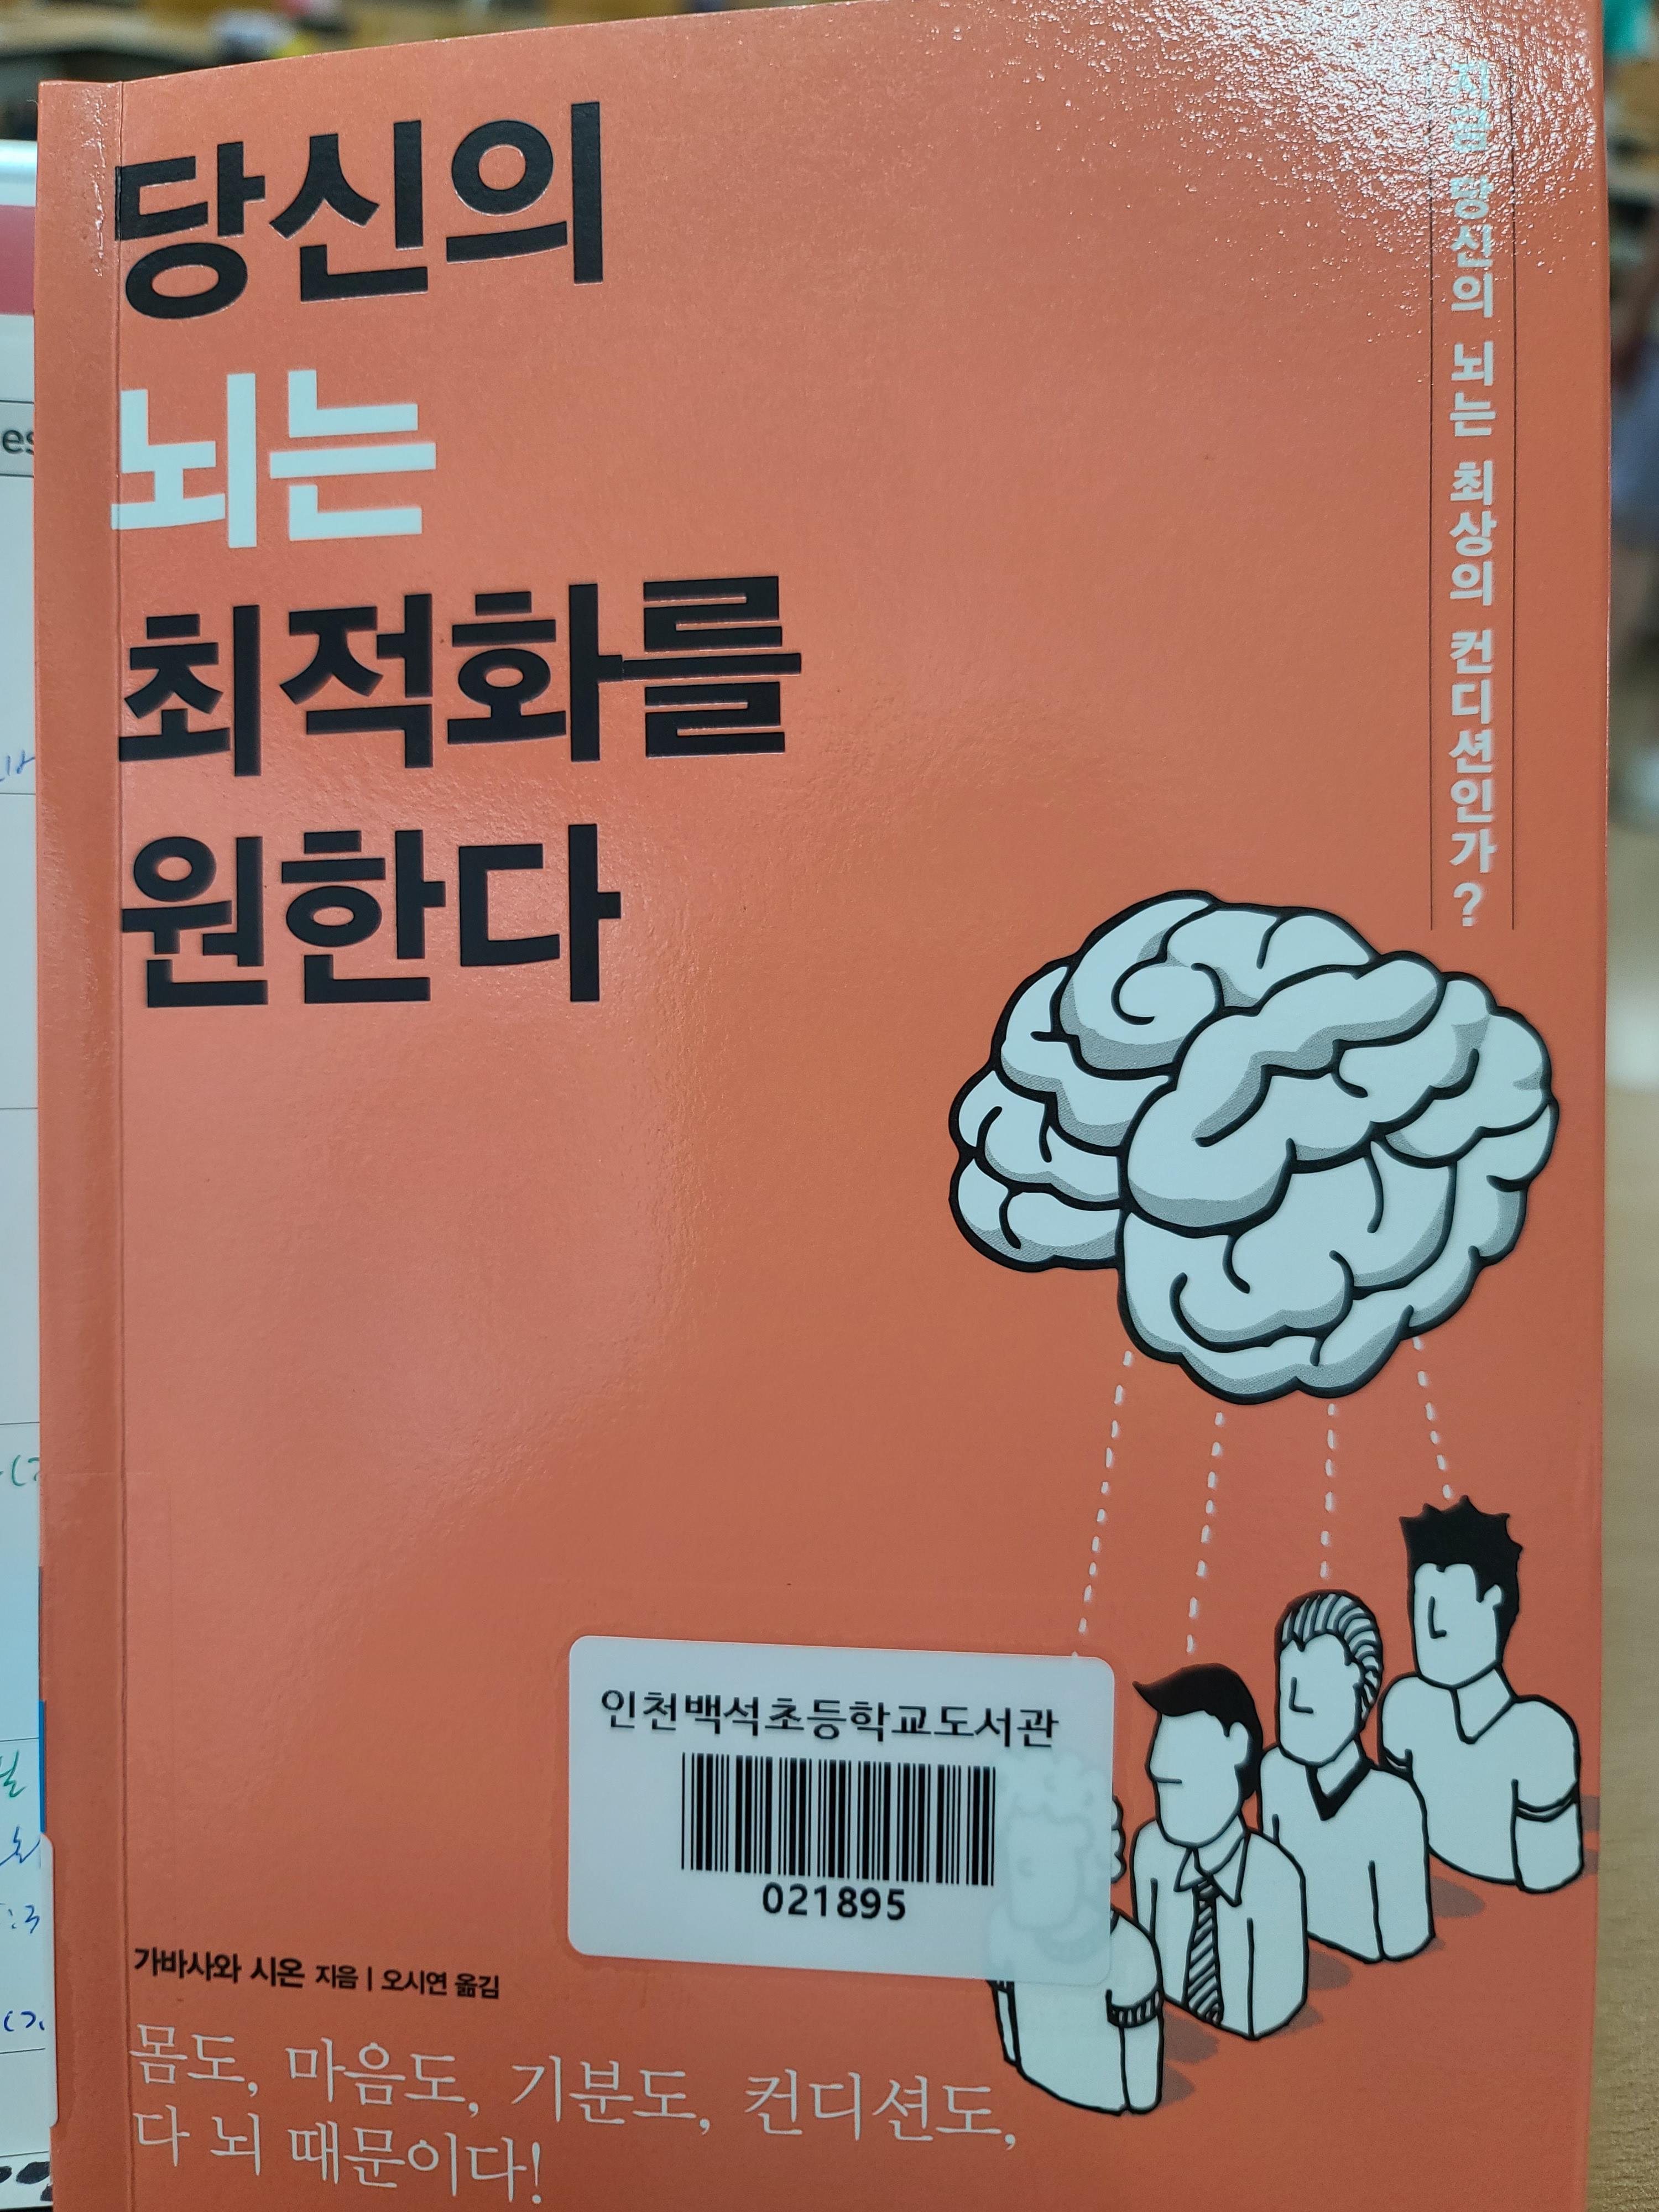 당신의
뇌는
최적화를
원한다
지금 당신의 뇌는 최상의 컨디션인가?
인천백석초등학교도서관
021895
가바사와 시온 지음 | 오시연 옮김
몸도, 마음도, 기분도, 컨디션도,
다 뇌 때문이다!